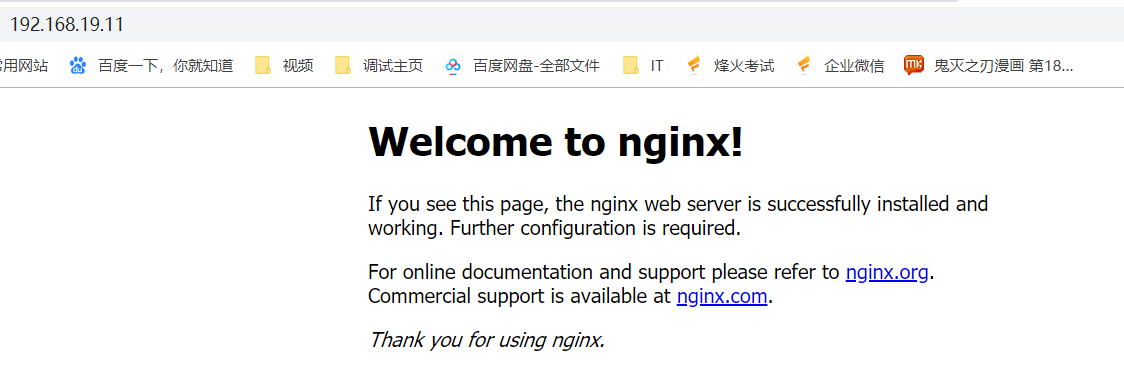 192.168.19.11
常用网站 百度一下，你就知道 视频 调试主页 百度网盘-全部文件 IT 烽火考试 企业微信 MK 鬼灭之刃漫画 第18...
Welcome to nginx!
If you see this page, the nginx web server is successfully installed and
working. Further configuration is required.
For online documentation and support please refer to nginx.org.
Commercial support is available at nginx.com.
Thank you for using nginx.